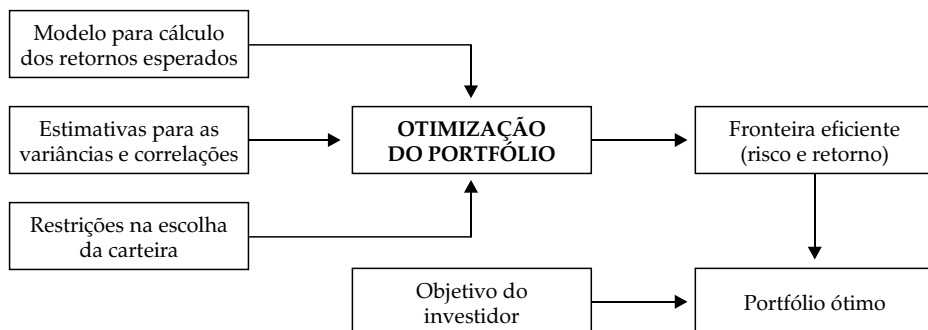 Modelo para cálculo
dos retornos esperados
Estimativas para as
variâncias e correlações
OTIMIZAÇÃO
DO PORTFÓLIO
Fronteira eficiente
(risco e retorno)
Restrições na escolha
da carteira
Objetivo do
investidor
Portfólio ótimo